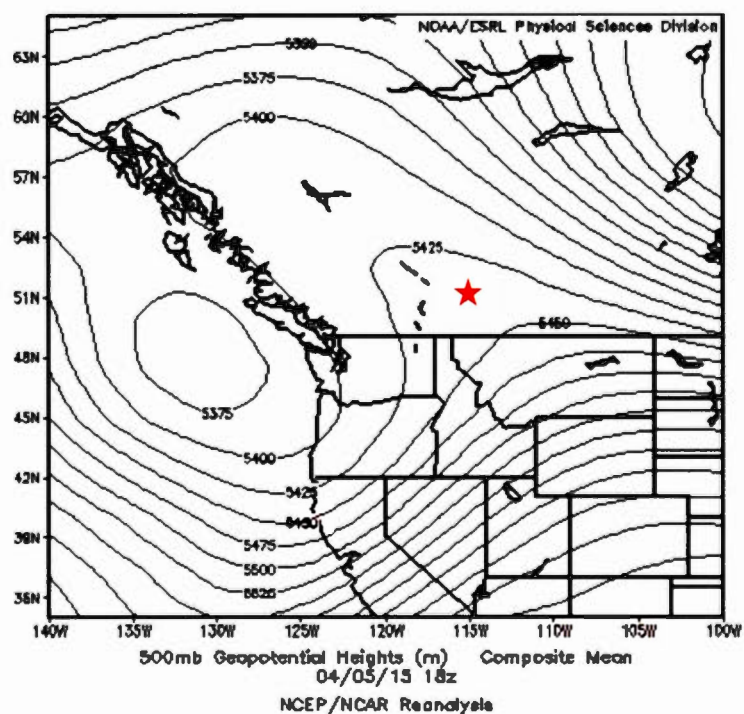 NOAA/ESRL Physical Sciences Division
63N
5375
60N
5400
57N
54N
5425
51N
5450
48N
5375
45N
5400
42N
5425
5450
39N
5475
5500
5525
36N
140W 135W 130W 125W 120W 115W 110W 105W 100W
500mb Geopotential Heights (m) Composite Mean
04/05/15 18z
NCEP/NCAR Reanalysis